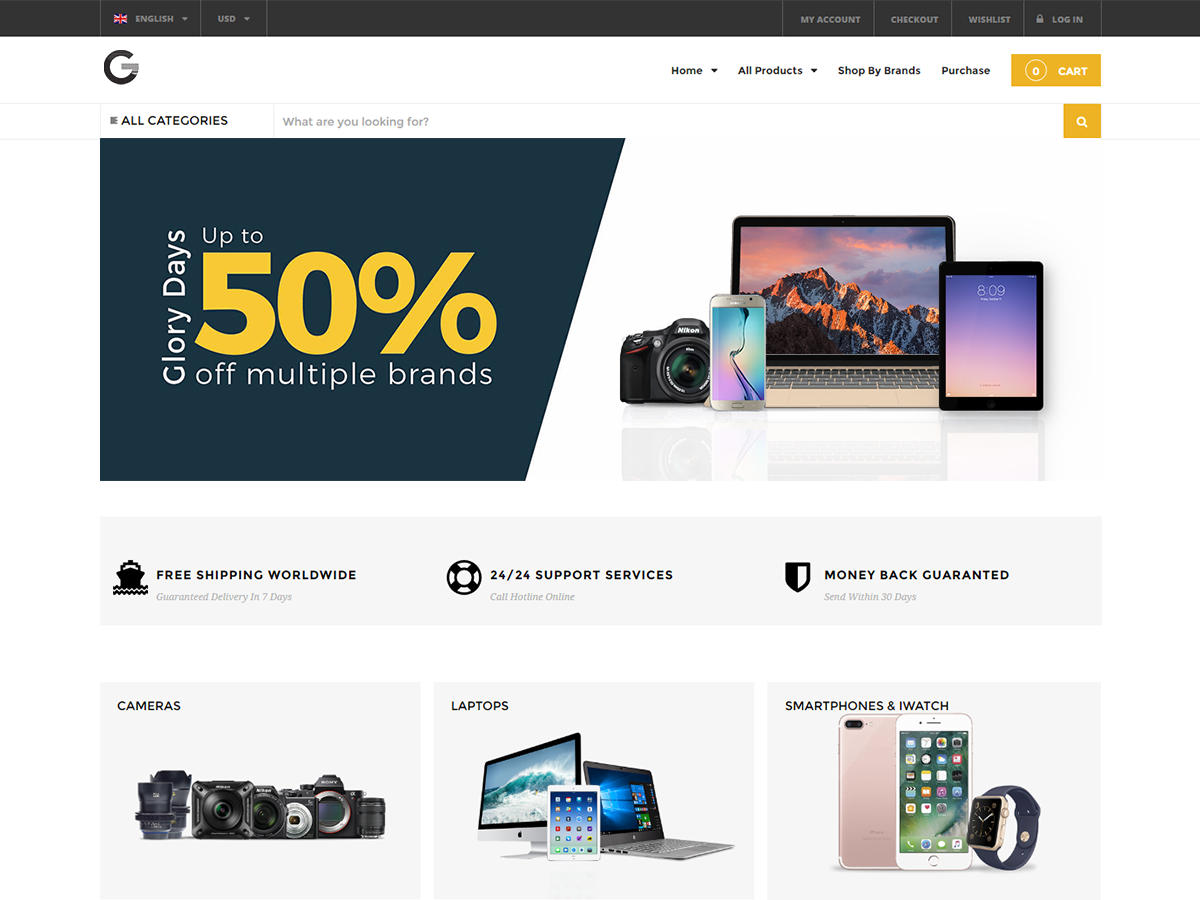 ENGLISH
USD
MY ACCOUNT
CHECKOUT
WISHLIST
LOG IN
G
Home
All Products
Shop By Brands
Purchase
0 CART
ALL CATEGORIES
What are you looking for?
Glory Days
Up to
50%
off multiple brands
Nikon
8:09
FREE SHIPPING WORLDWIDE
Guaranteed Delivery In 7 Days
24/24 SUPPORT SERVICES
Call Hotline Online
MONEY BACK GUARANTED
Send Within 30 Days
CAMERAS
LAPTOPS
SMARTPHONES & IWATCH
Nikon
SONY